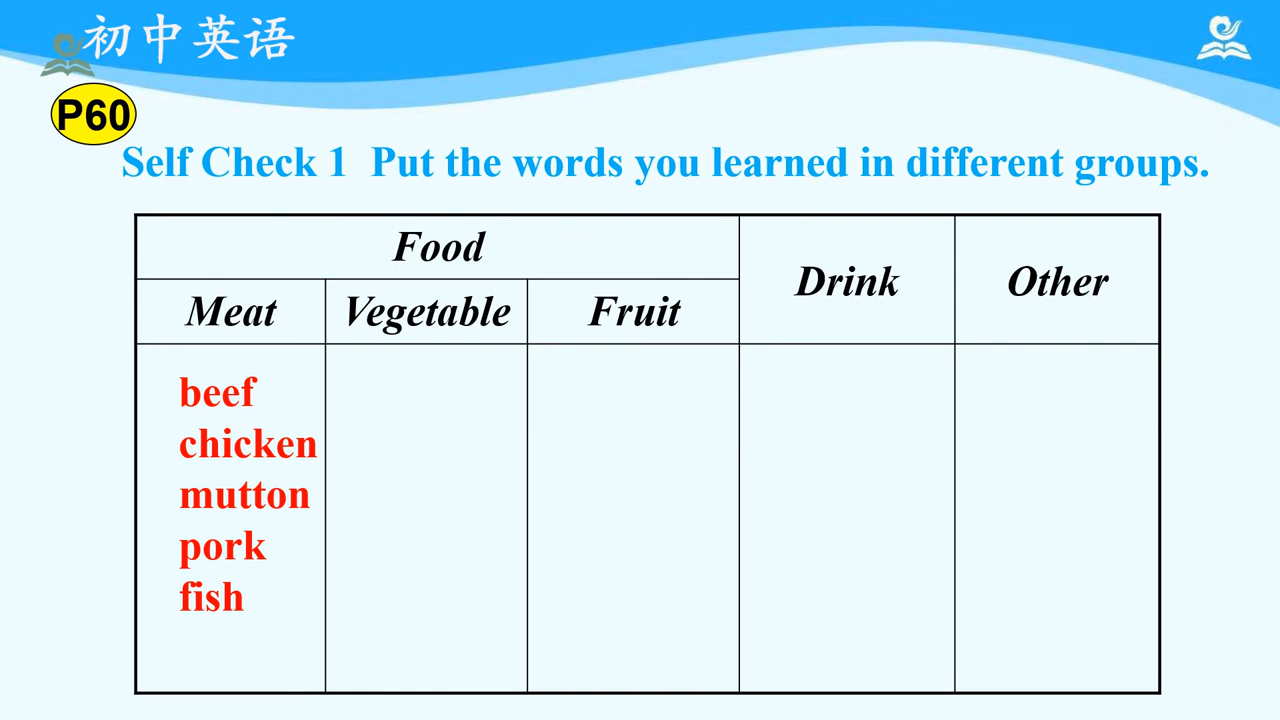 初中英语
P60
Self Check 1 Put the words you learned in different groups.
Food
Drink
Other
Meat
Vegetable
Fruit
beef
chicken
mutton
pork
fish